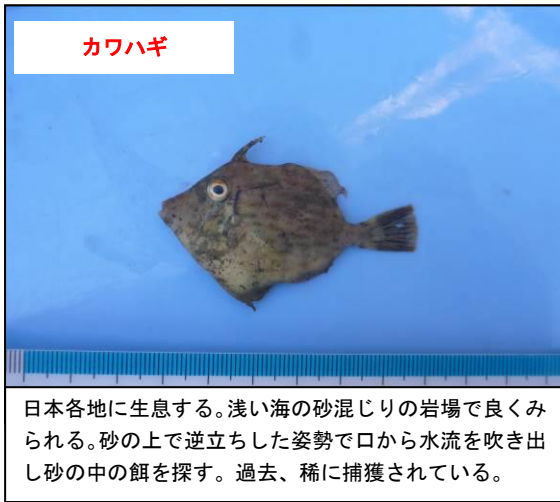 カワハギ
日本各地に生息する。浅い海の砂混じりの岩場で良くみ
られる。砂の上で逆立ちした姿勢で口から水流を吹き出
し砂の中の餌を探す。過去、稀に捕獲されている。